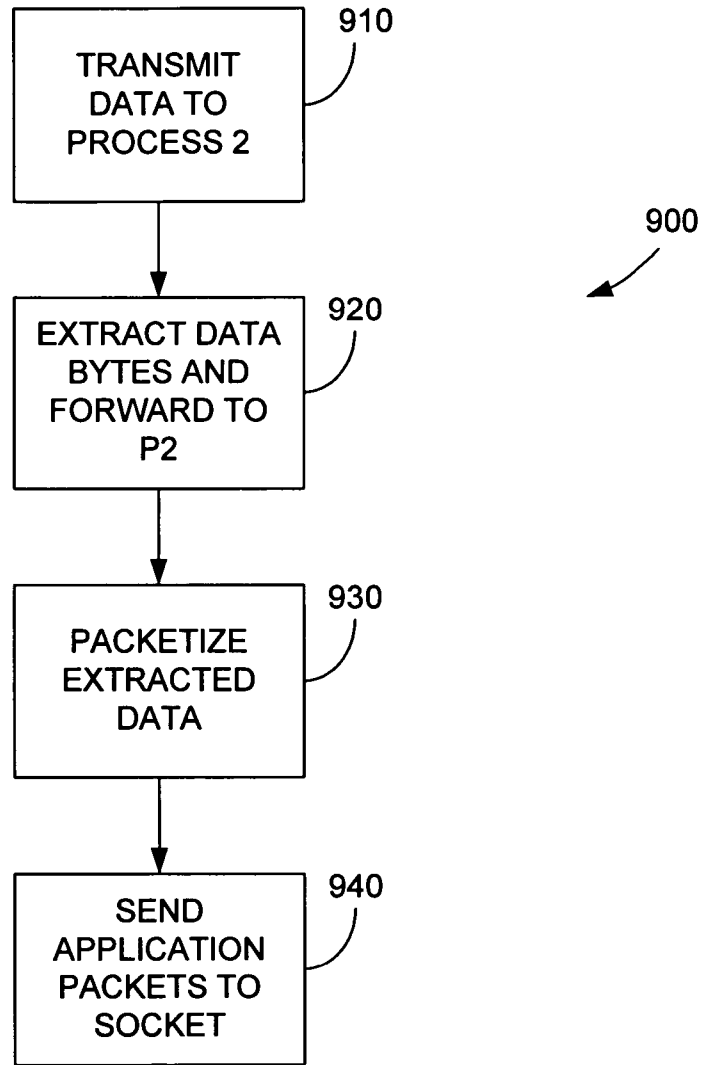 910
TRANSMIT
DATA TO
PROCESS 2
900
920
EXTRACT DATA
BYTES AND
FORWARD TO
P2
930
PACKETIZE
EXTRACTED
DATA
940
SEND
APPLICATION
PACKETS TO
SOCKET